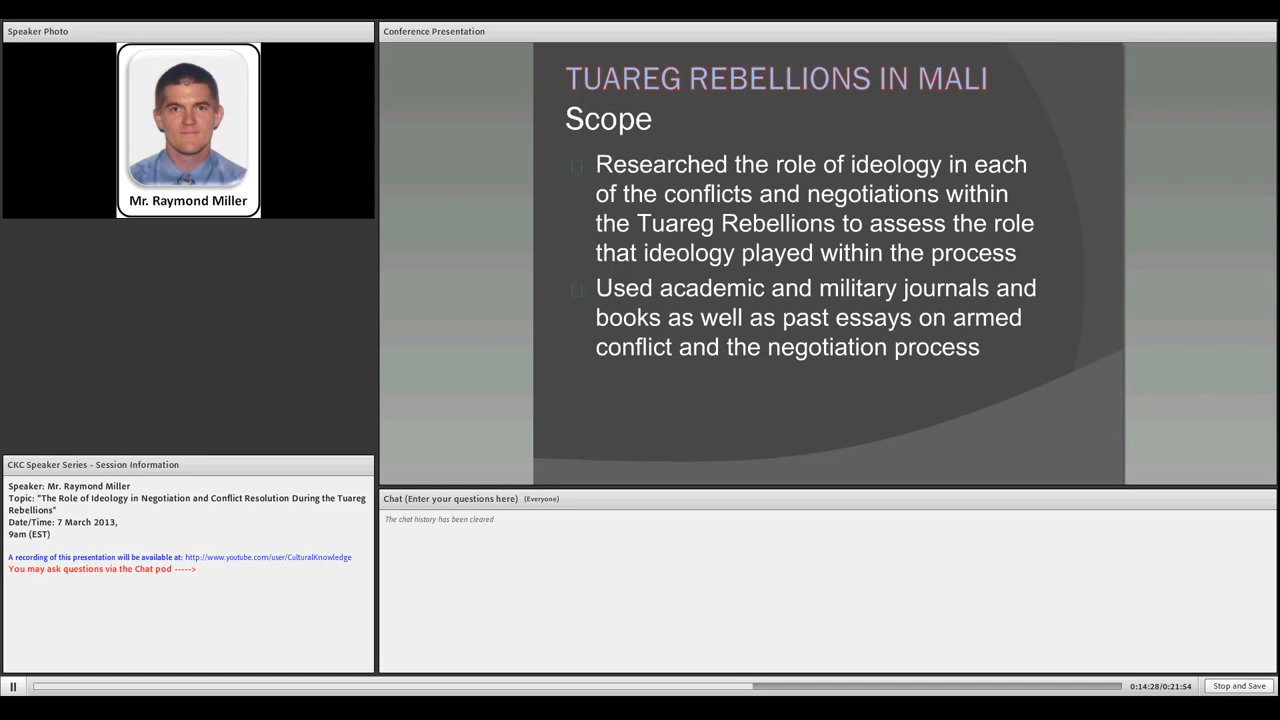 Speaker Photo
Mr. Raymond Miller
Conference Presentation
TUAREG REBELLIONS IN MALI
Scope
Researched the role of ideology in each
of the conflicts and negotiations within
the Tuareg Rebellions to assess the role
that ideology played within the process
Used academic and military journals and
books as well as past essays on armed
conflict and the negotiation process
CKC Speaker Series - Session Information
Speaker: Mr. Raymond Miller
Topic: "The Role of Ideology in Negotiation and Conflict Resolution During the Tuareg
Rebellions"
Date/Time: 7 March 2013,
9am (EST)
A recording of this presentation will be available at: http://www.youtube.com/user/CulturalKnowledge
You may ask questions via the Chat pod ----->
Chat (Enter your questions here) (Everyone)
The chat history has been cleared
0:14:28/0:21:54
Stop and Save